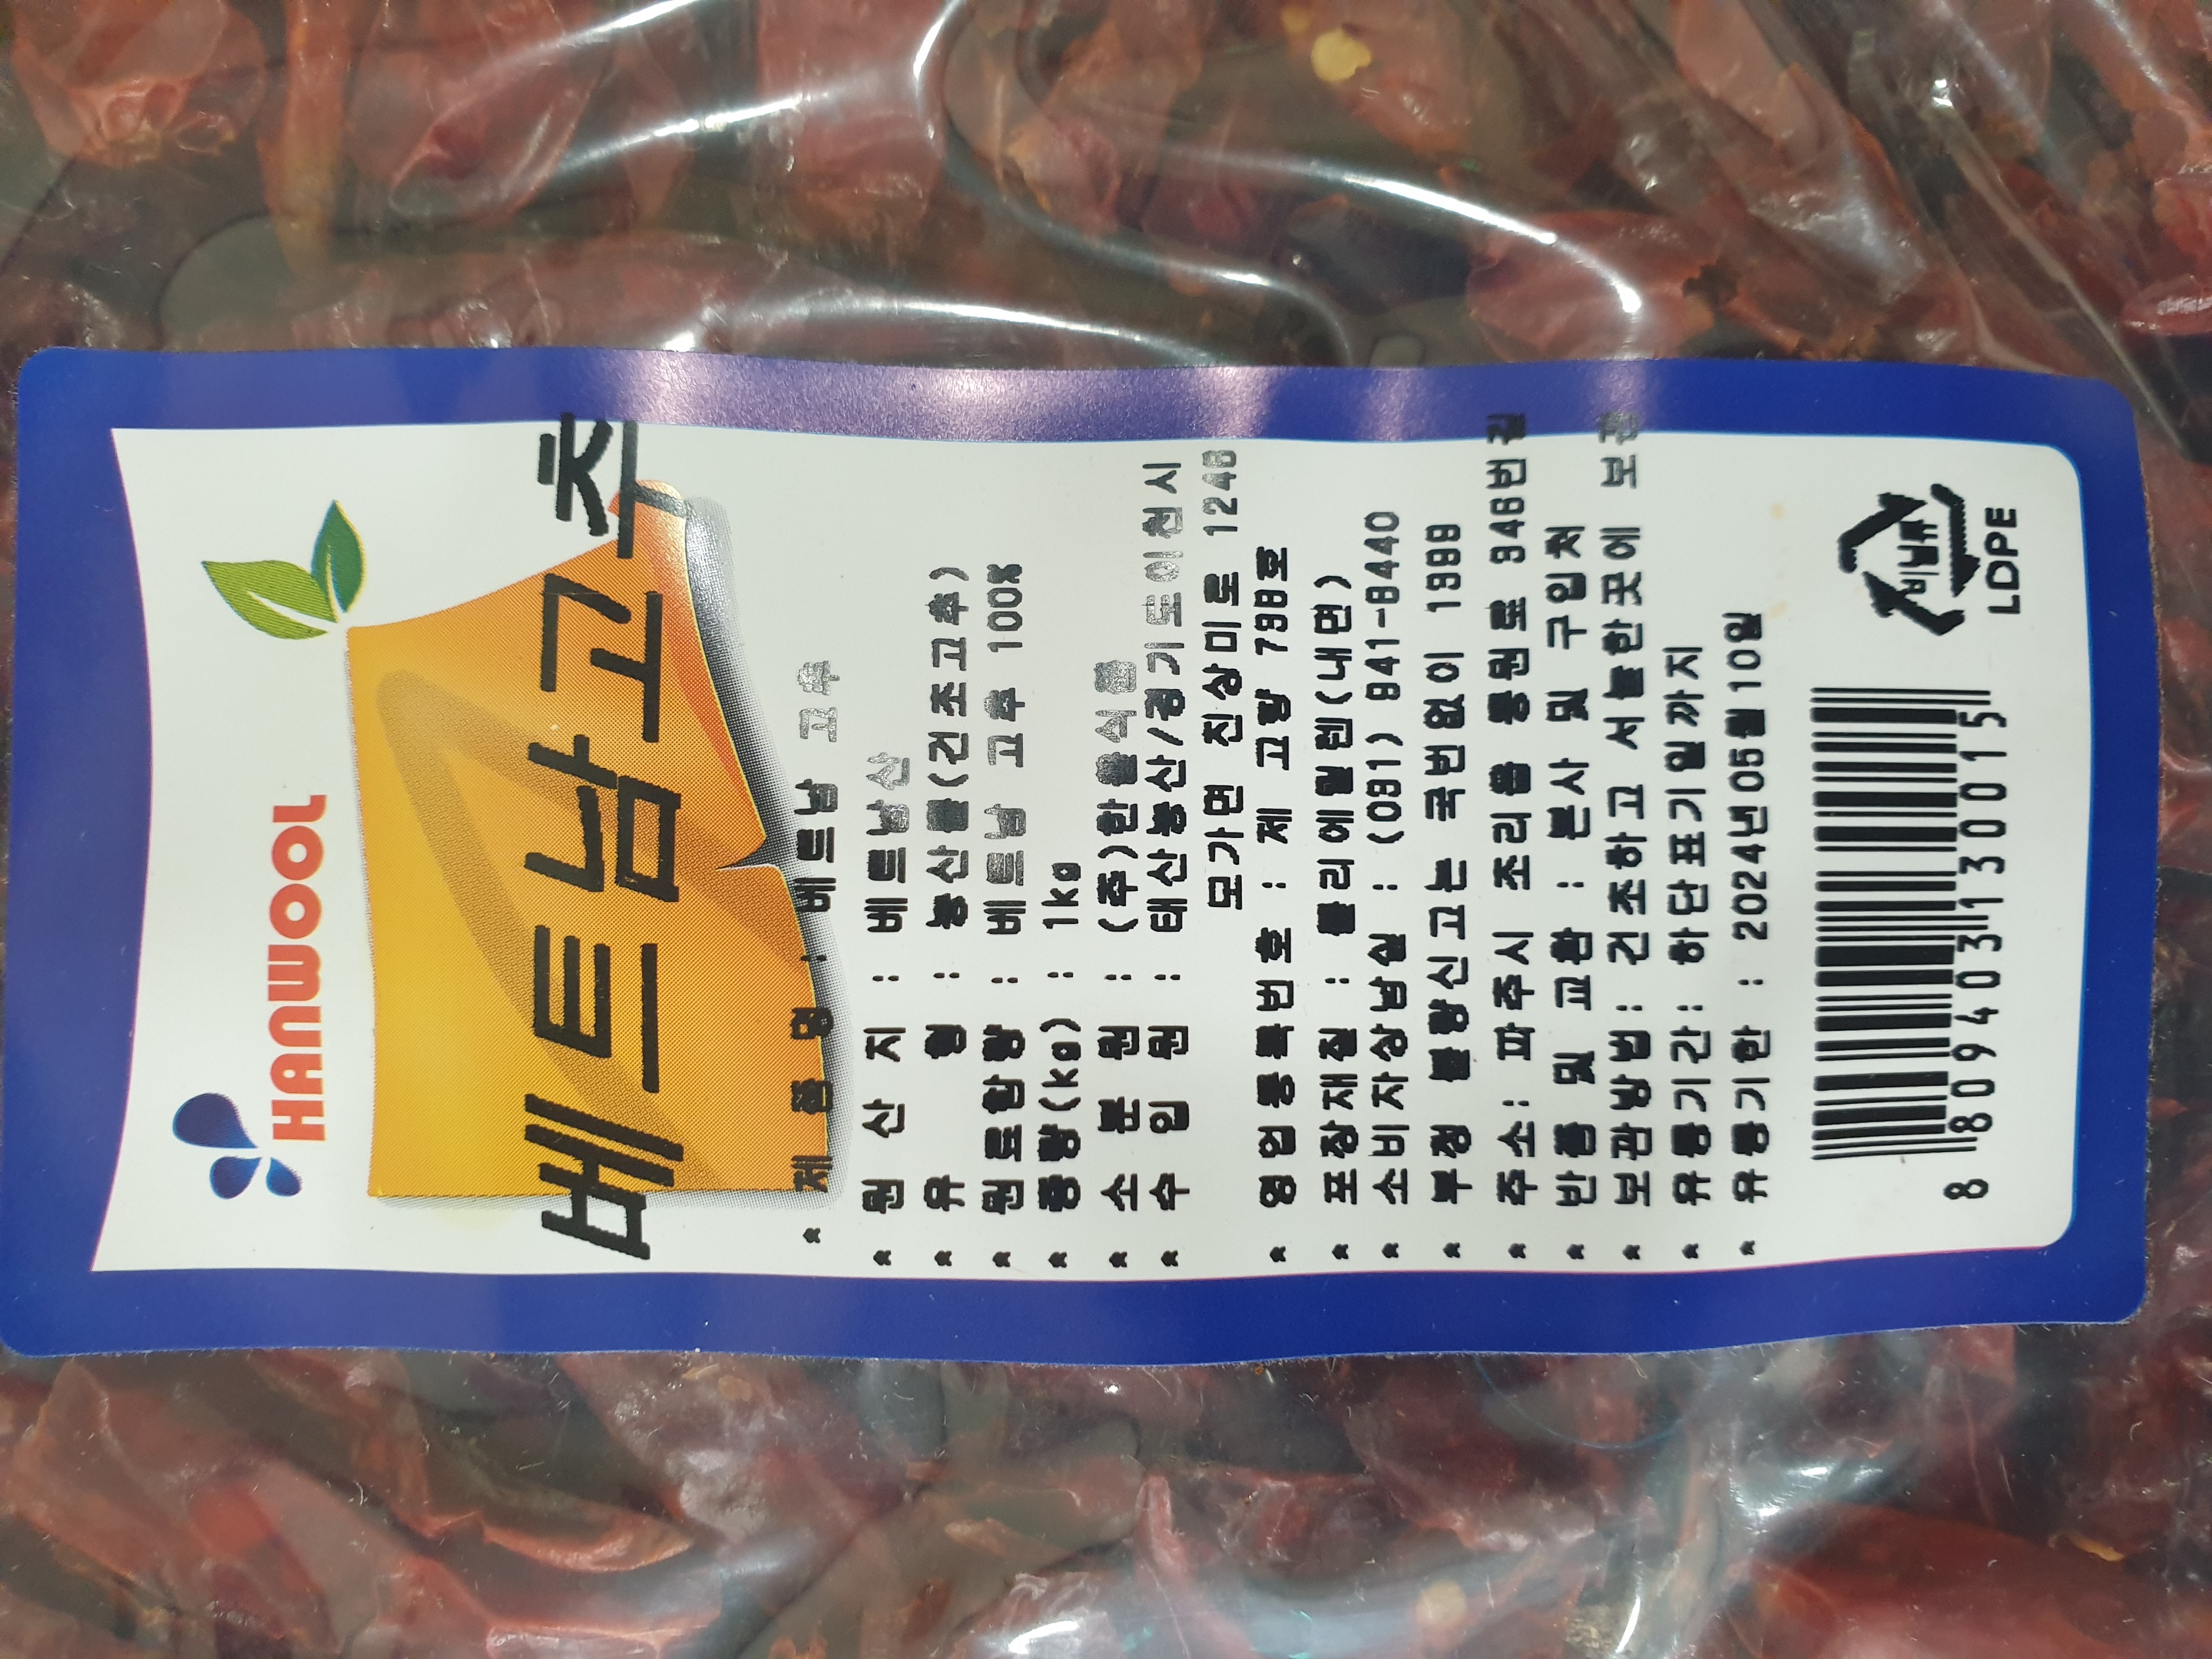 HANWOOL
베트남고추
* 제 품 명 : 베트남 고추
* 원 산 지 : 베트남산
* 유 형 : 농산물(건조고추)
* 원료함량 : 베트남 고추 100%
* 중량(kg) : 1kg
* 소 분 원 : (주)한울식품
* 수 입 원 : 태산농산/경기도이천시
모가면 진상미로 1248
* 영업등록번호 : 제 고양 798호
* 포장재질 : 폴리에틸렌(내면)
* 소비자상담실 : (031) 941-8440
* 부정 불량신고는 국번없이 1399
* 주소: 파주시 조리읍 통원로 346번길
* 반품 및 교환 : 본사 및 구입처
* 보관방법: 건조하고 서늘한곳에 보관
* 유통기간: 하단표기일까지
* 유통기한 : 2024년05월10일
비닐류
LDPE
8 809403 130015